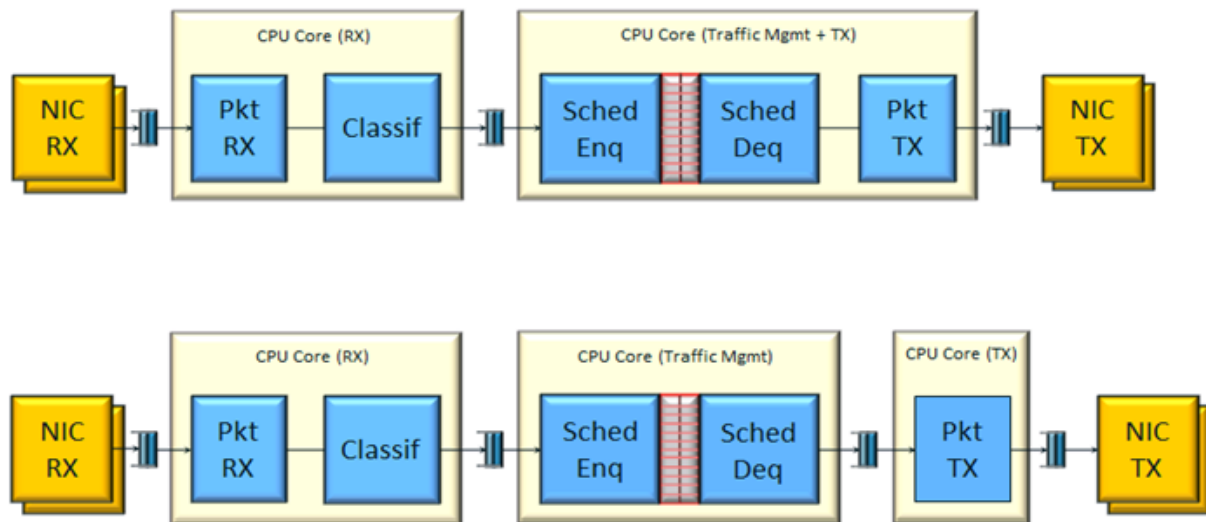 CPU Core (RX)
CPU Core (Traffic Mgmt + TX)
NIC
RX
Pkt
RX
Classif
Sched
Enq
Sched
Deq
Pkt
TX
NIC
TX
CPU Core (RX)
CPU Core (Traffic Mgmt)
CPU Core (TX)
NIC
RX
Pkt
RX
Classif
Sched
Enq
Sched
Deq
Pkt
TX
NIC
TX